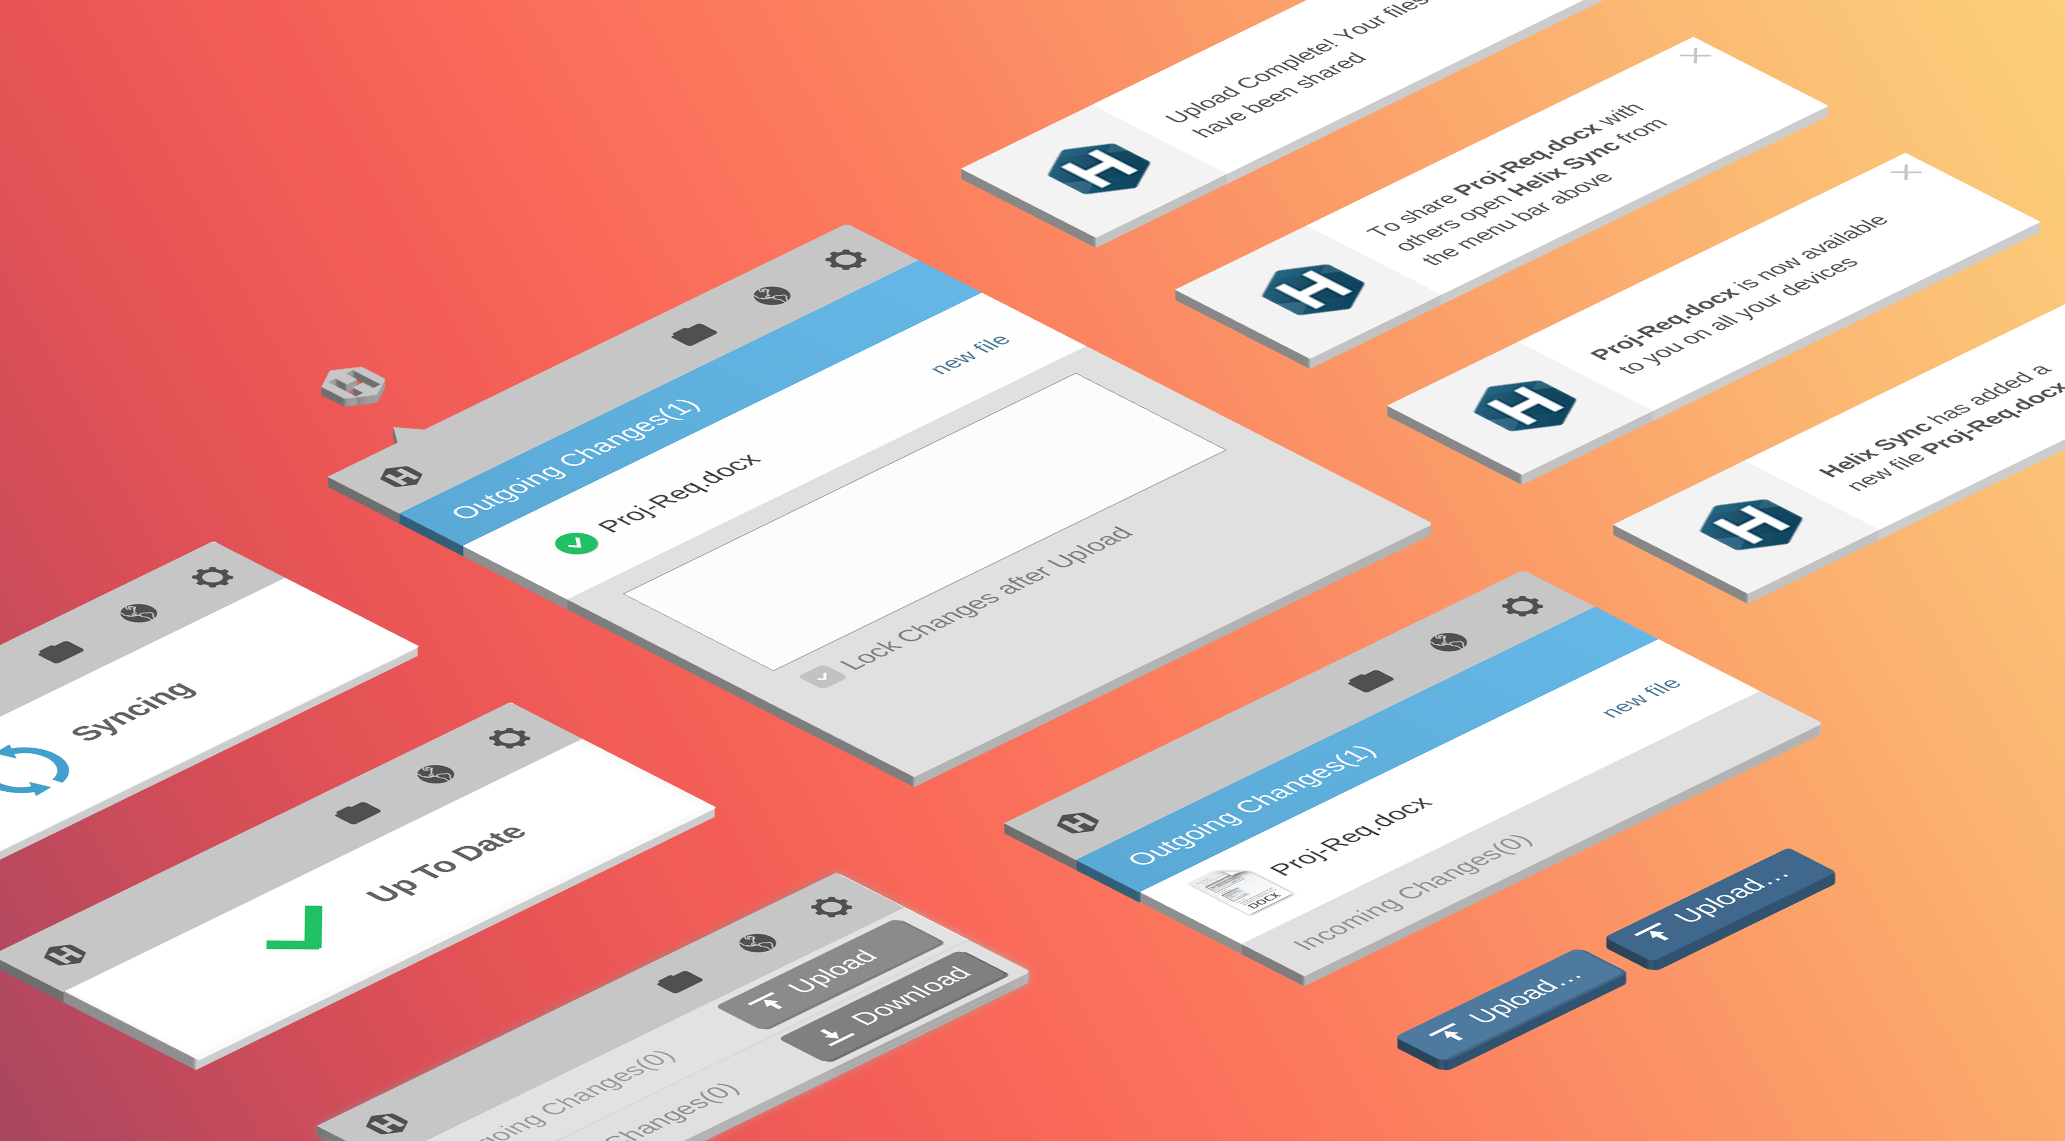 Upload Complete! Your files
have been shared
To share Proj-Req.docx with
others open Helix Sync from
the menu bar above
Proj-Req.docx is now available
to you on all your devices
Helix Sync has added a
new file Proj-Req.docx
Outgoing Changes(1)
Proj-Req.docx
new file
Lock Changes after Upload
Syncing
Up To Date
Upload
Download
going Changes(0)
Changes(0)
Outgoing Changes(1)
Proj-Req.docx
new file
DOCX
Incoming Changes(0)
Upload...
Upload...